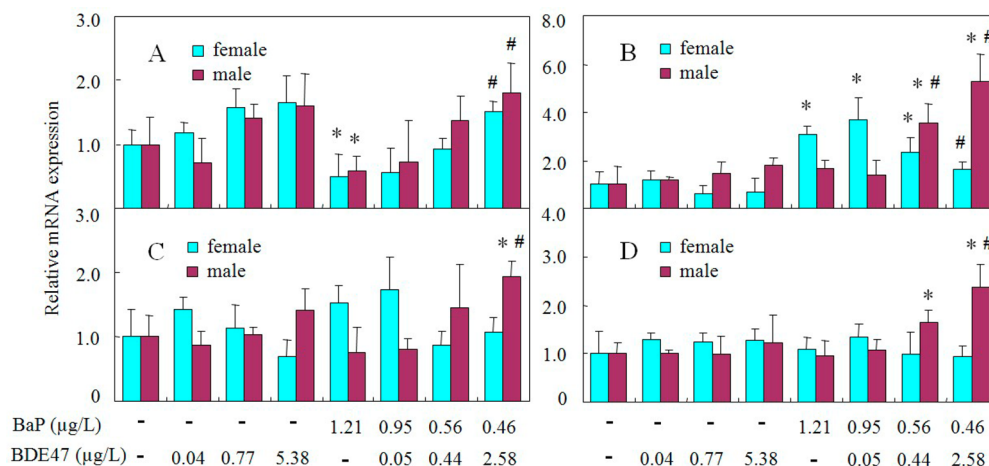 3.0 8.0
A female B female * #
male # male
# *
2.0 6.0 * * #
4.0 *
1.0 * * 2.0 #
Relative mRNA expression
3.0 4.0
C female D female * #
male * # male
2.0 3.0
*
2.0
1.0 1.0
0 0
BaP (µg/L) - - - - 1.21 0.95 0.56 0.46 - - - - 1.21 0.95 0.56 0.46
BDE47 (µg/L) - 0.04 0.77 5.38 - 0.05 0.44 2.58 - 0.04 0.77 5.38 - 0.05 0.44 2.58